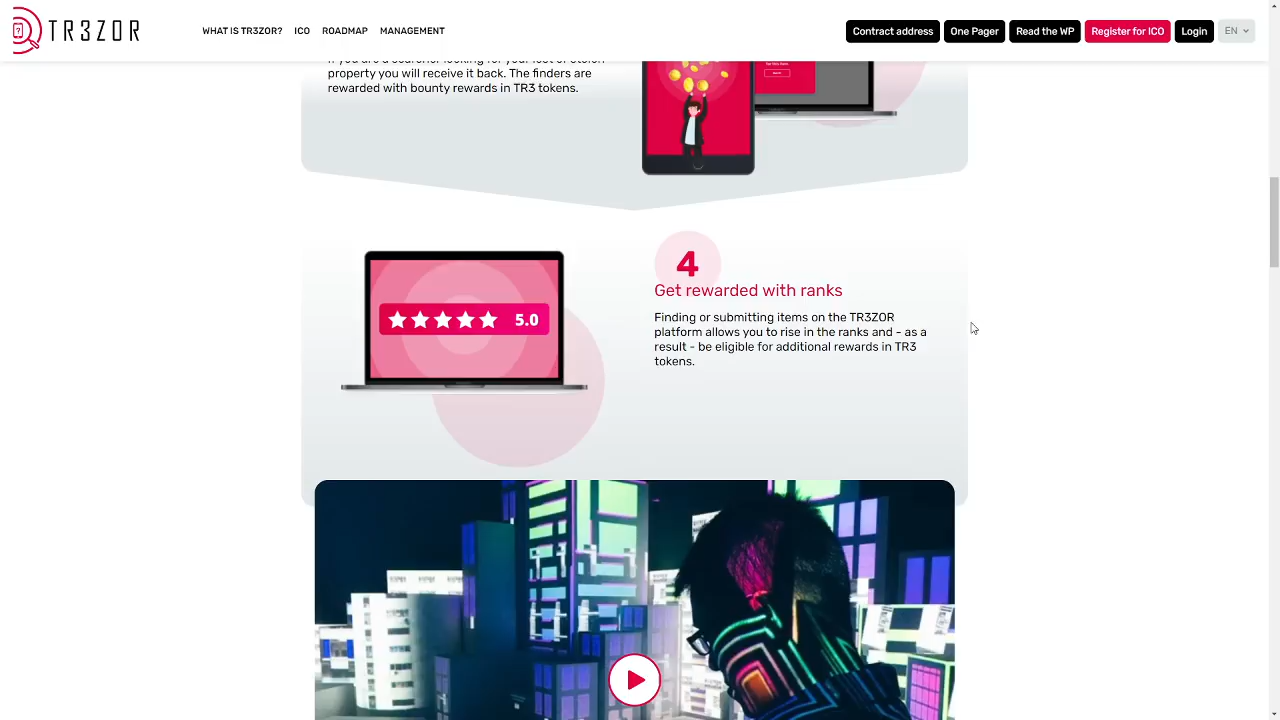 TR3ZOR
WHAT IS TR3ZOR? ICO ROADMAP MANAGEMENT
Contract address One Pager Read the WP Register for ICO Login EN
property you will receive it back. The finders are
rewarded with bounty rewards in TR3 tokens.
4
Get rewarded with ranks
Finding or submitting items on the TR3ZOR
platform allows you to rise in the ranks and - as a
result - be eligible for additional rewards in TR3
tokens.
5.0